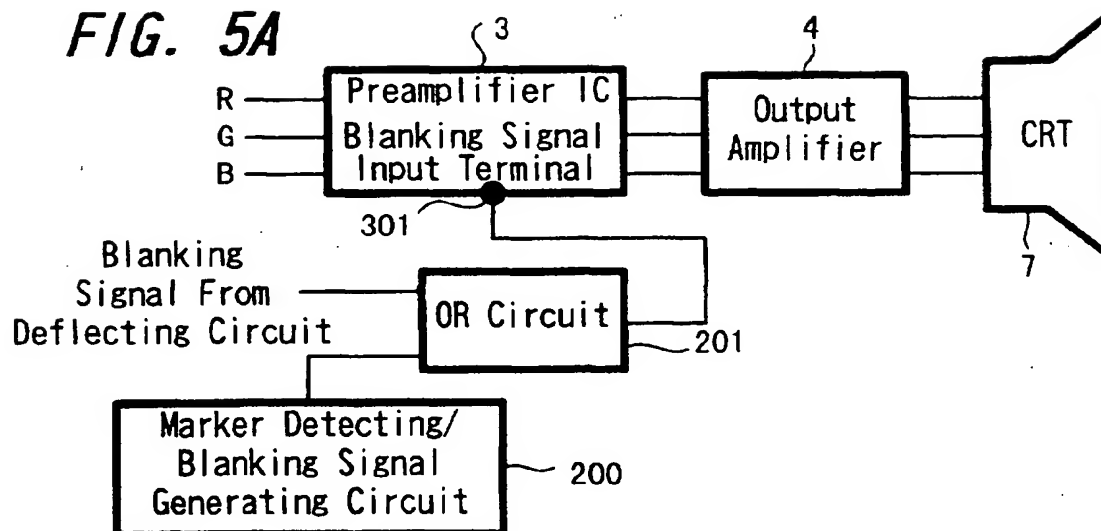 FIG. 5A
3
4
R
G
B
Preamplifier IC
Blanking Signal
Input Terminal
Output
Amplifier
CRT
301
7
Blanking
Signal From
Deflecting Circuit
OR Circuit
201
Marker Detecting/
Blanking Signal
Generating Circuit
200